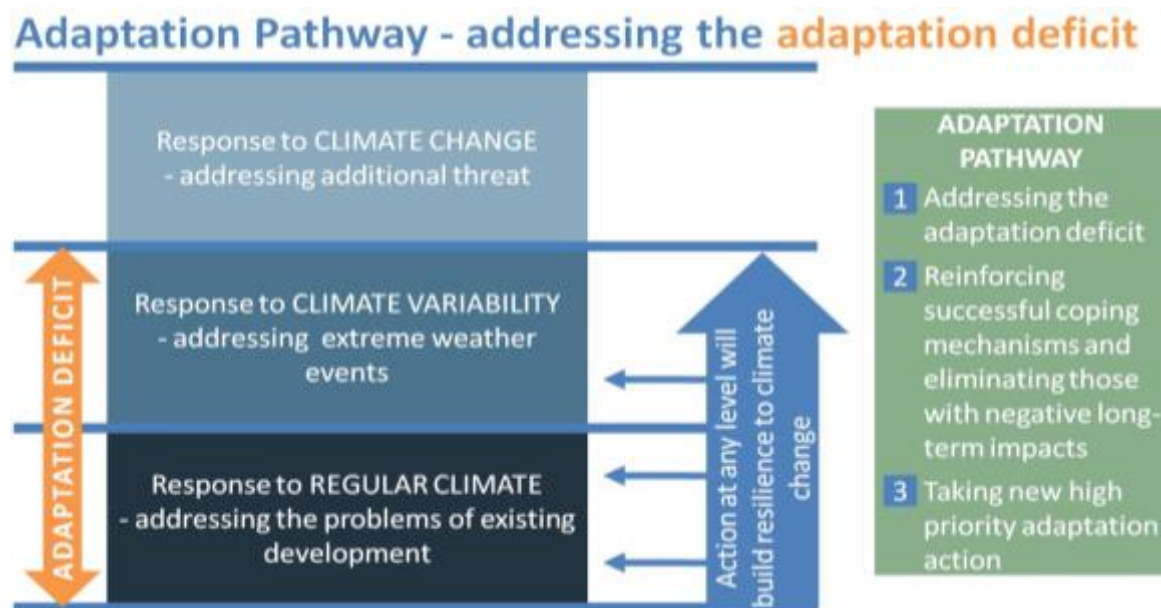 Adaptation Pathway - addressing the adaptation deficit
Response to CLIMATE CHANGE
- addressing additional threat
Response to CLIMATE VARIABILITY
- addressing extreme weather
events
Response to REGULAR CLIMATE
- addressing the problems of existing
development
ADAPTATION DEFICIT
Action at any level will
build resilience to climate
change
ADAPTATION
PATHWAY
1 Addressing the
adaptation deficit
2 Reinforcing
successful coping
mechanisms and
eliminating those
with negative long-
term impacts
3 Taking new high
priority adaptation
action